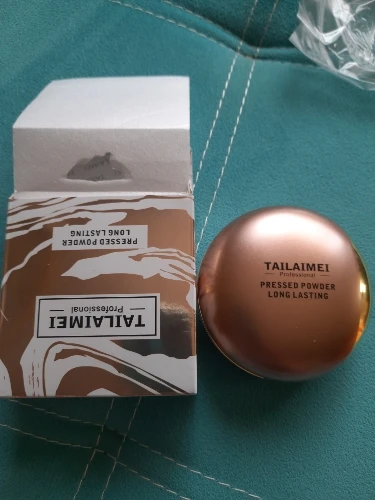 PRESSED POWDER
LONG LASTING
TAILAIMEI
Professional
TAILAIMEI
Professional
PRESSED POWDER
LONG LASTING